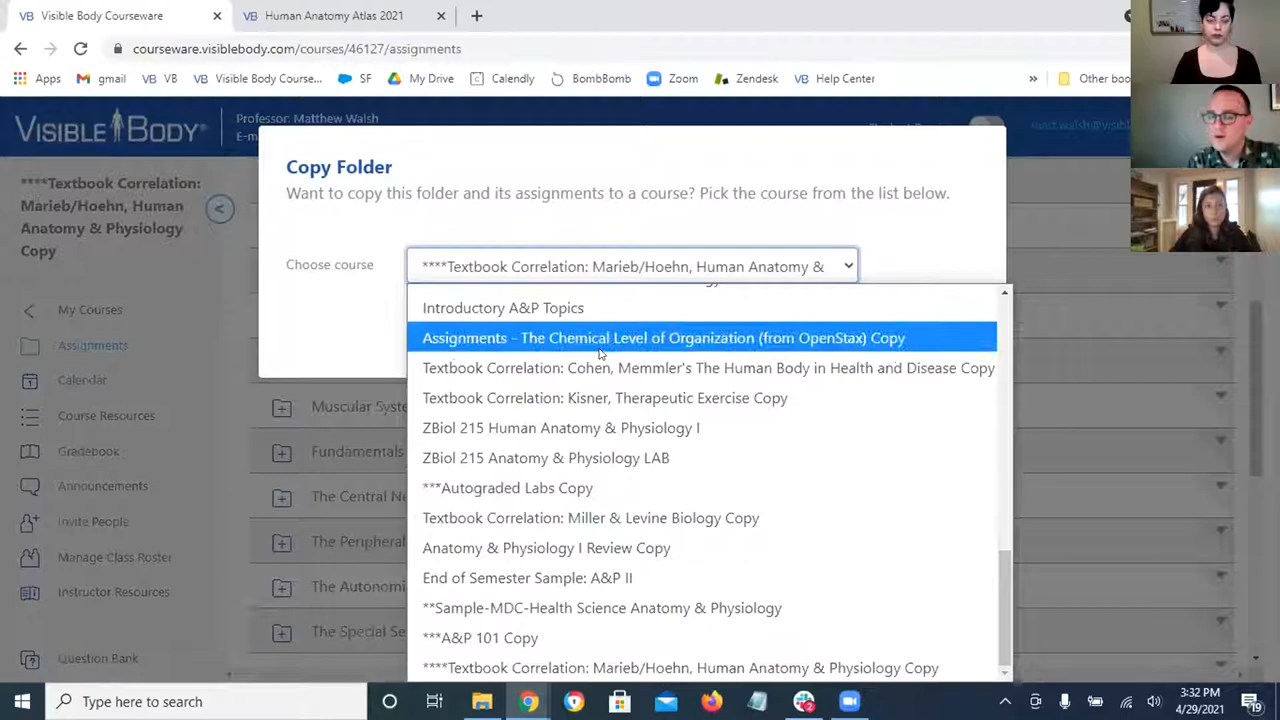 VB Visible Body Courseware
VB Human Anatomy Atlas 2021
courseware.visiblebody.com/courses/46127/assignments
Apps
gmail
VB VB
VB Visible Body Course...
SF
My Drive
Calendly
BombBomb
Zoom
Zendesk
VB Help Center
»
Other boo
VISIBLE BODY
Professor: Matthew Walsh
E-m
matt.walsh@visibl
****Textbook Correlation:
Marieb/Hoehn, Human
Anatomy & Physiology
Copy
<
My Courses
Assignments
Calendar
Course Resources
Gradebook
Announcements
Invite People
Manage Class Roster
Instructor Resources
Question Bank
Copy Folder
Want to copy this folder and its assignments to a course? Pick the course from the list below.
Choose course
****Textbook Correlation: Marieb/Hoehn, Human Anatomy &
Introductory A&P Topics
Assignments - The Chemical Level of Organization (from OpenStax) Copy
Textbook Correlation: Cohen, Memmler's The Human Body in Health and Disease Copy
Textbook Correlation: Kisner, Therapeutic Exercise Copy
ZBiol 215 Human Anatomy & Physiology I
ZBiol 215 Anatomy & Physiology LAB
***Autograded Labs Copy
Textbook Correlation: Miller & Levine Biology Copy
Anatomy & Physiology I Review Copy
End of Semester Sample: A&P II
**Sample-MDC-Health Science Anatomy & Physiology
***A&P 101 Copy
****Textbook Correlation: Marieb/Hoehn, Human Anatomy & Physiology Copy
Muscular Syste
Fundamentals
The Central Ne
The Peripheral
The Autonomi
The Special Se
Type here to search
2
3:32 PM
4/29/2021
19